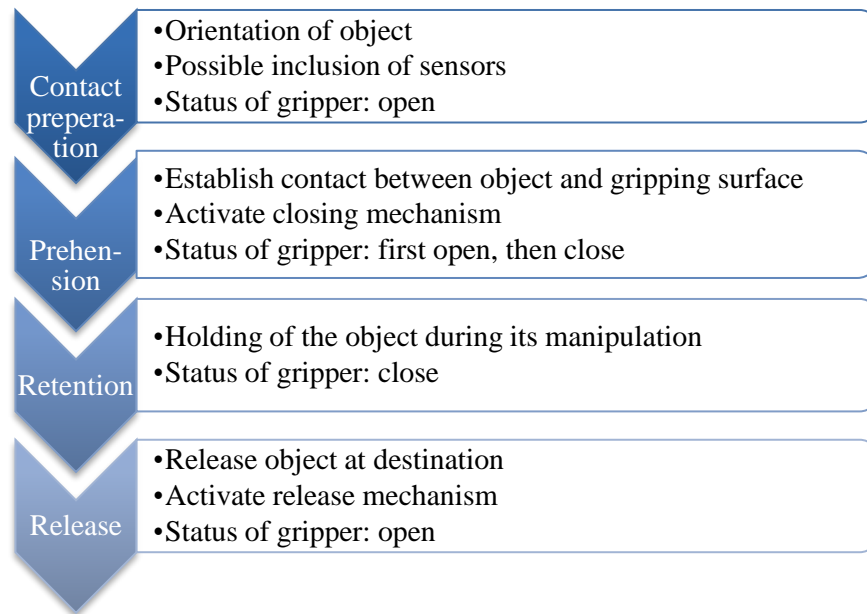 Contact
prepera-
tion
•Orientation of object
•Possible inclusion of sensors
•Status of gripper: open
Prehen-
sion
•Establish contact between object and gripping surface
•Activate closing mechanism
•Status of gripper: first open, then close
Retention
•Holding of the object during its manipulation
•Status of gripper: close
Release
•Release object at destination
•Activate release mechanism
•Status of gripper: open